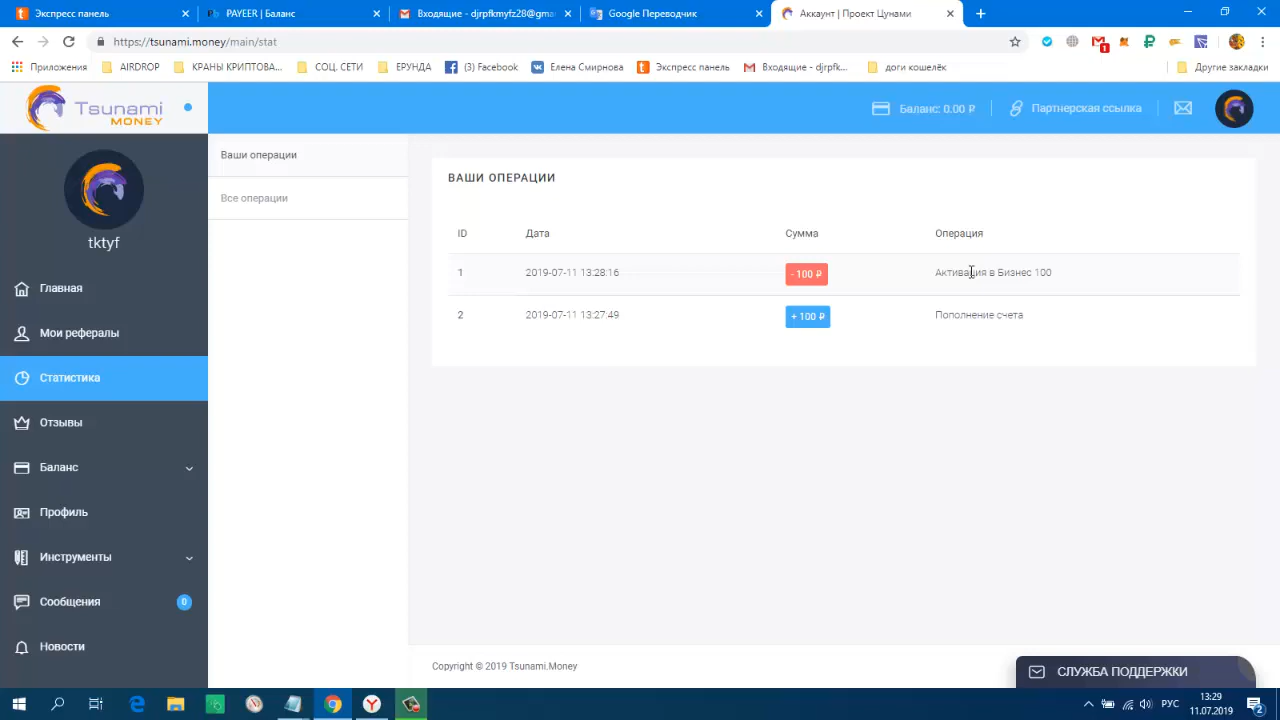 Экспресс панель
PAYEER | Баланс
Входящие - djrpfkmyfz28@gma
Google Переводчик
Аккаунт | Проект Цунами
https://tsunami.money/main/stat
1
Приложения
AIRDROP
КРАНЫ КРИПТОВА...
СОЦ. СЕТИ
ЕРУНДА
(3) Facebook
Елена Смирнова
Экспресс панель
Входящие - djrpfk...
доги кошелёк
Другие закладки
Tsunami
MONEY
Баланс: 0.00 ₽
Партнерская ссылка
tktyf
Главная
Мои рефералы
Статистика
Отзывы
Баланс
Профиль
Инструменты
Сообщения
0
Новости
Ваши операции
Все операции
ВАШИ ОПЕРАЦИИ
ID Дата Сумма Операция
1 2019-07-11 13:28:16 - 100 ₽ Активация в Бизнес 100
2 2019-07-11 13:27:49 + 100 ₽ Пополнение счета
Copyright © 2019 Tsunami.Money
СЛУЖБА ПОДДЕРЖКИ
РУС
13:29
11.07.2019
2